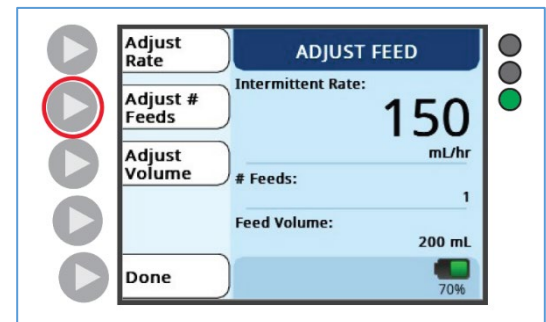 Adjust
Rate
ADJUST FEED
Adjust #
Feeds
Intermittent Rate:
150
mL/hr
Adjust
Volume
# Feeds:
1
Feed Volume:
200 mL
Done
70%